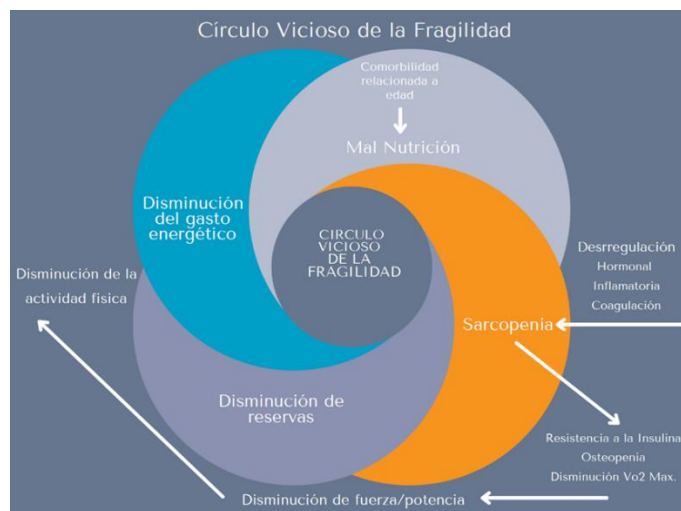 Círculo Vicioso de la Fragilidad
Comorbilidad
relacionada a
edad
Mal Nutrición
Disminución
del gasto
energético
CIRCULO
VICIOSO
DE LA
FRAGILIDAD
Desrregulación
Hormonal
Inflamatoria
Coagulación
Disminución de la
actividad fisica
Sarcopenia
Disminución de
reservas
Resistencia a la Insulina
Osteopenia
Disminución Vo2 Max.
Disminución de fuerza/potencia